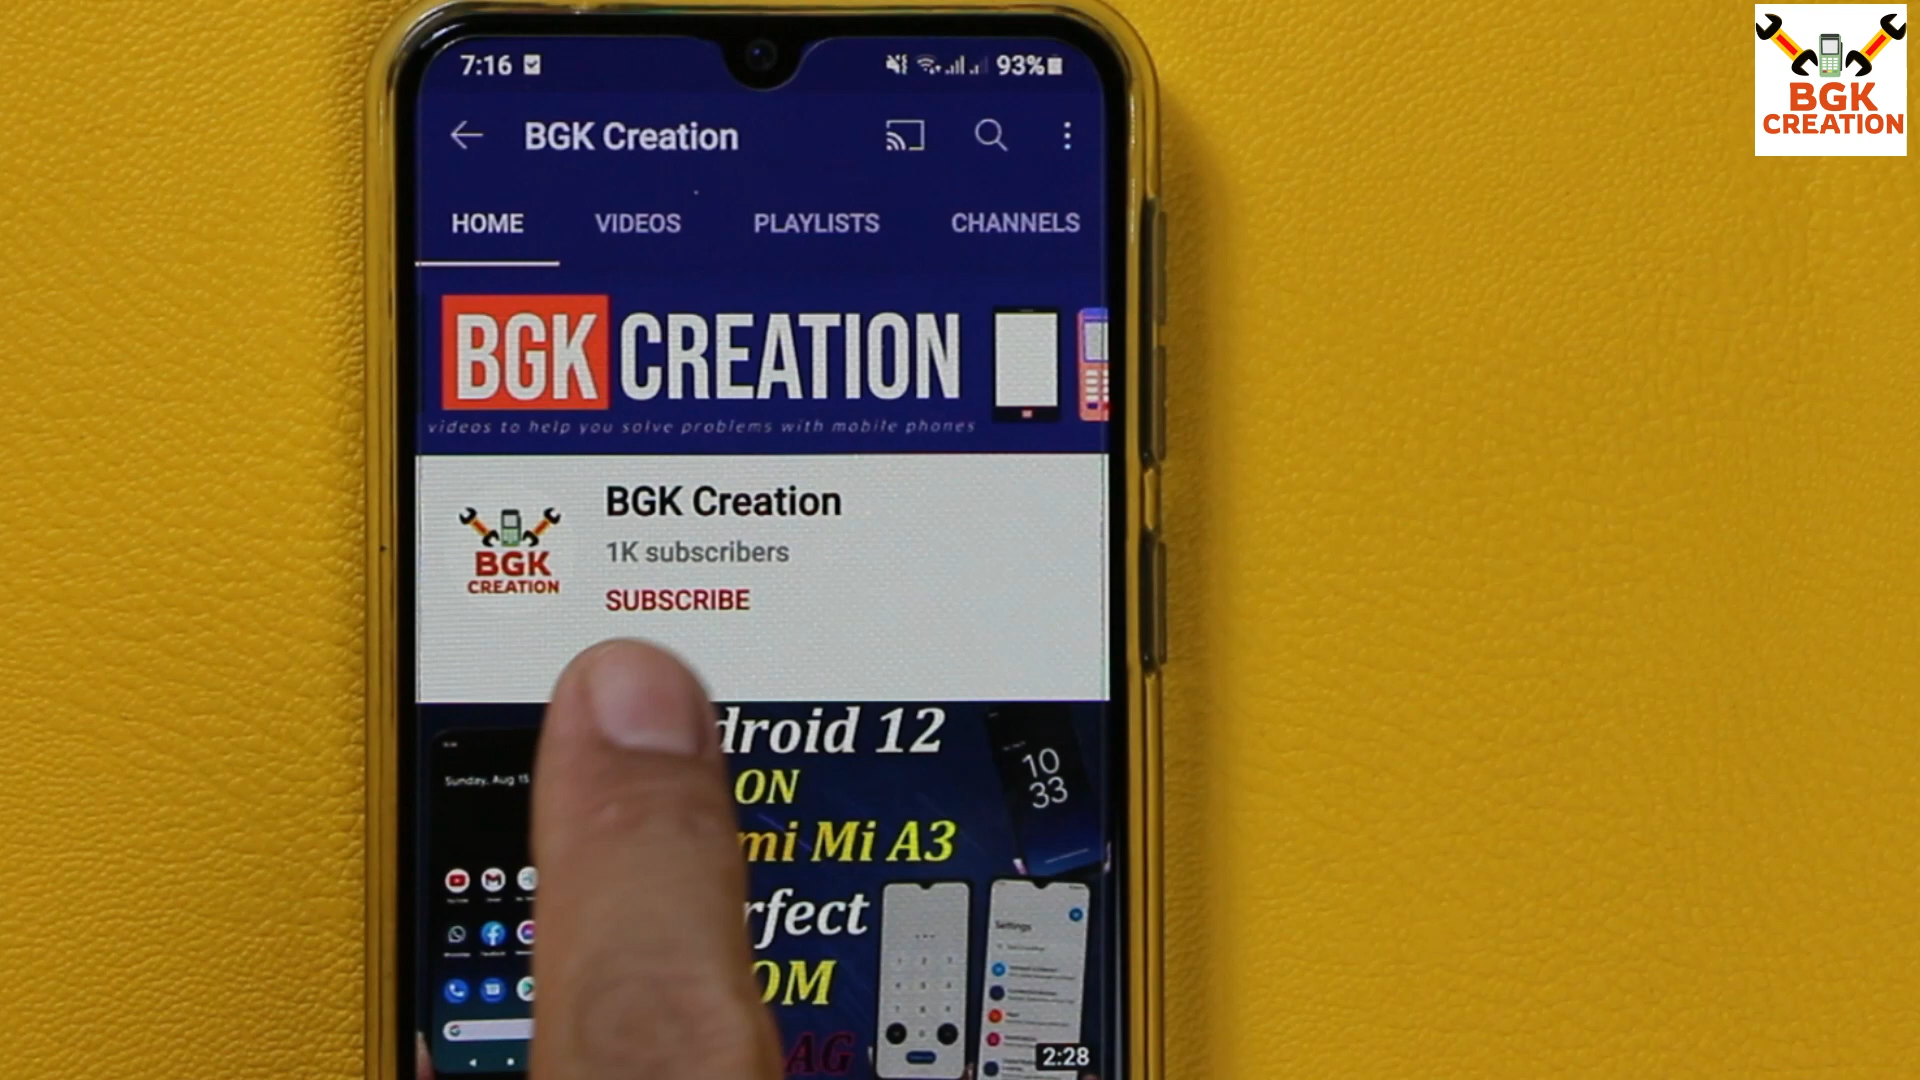 7:16 93%
BGK Creation
HOME VIDEOS PLAYLISTS CHANNELS
BGK CREATION
videos to help you solve problems with mobile phones
BGK Creation
1K subscribers
SUBSCRIBE
BGK
CREATION
droid 12
ON
mi Mi A3
rfect
OM
AG
Sunday, Aug 15
10
33
Settings
2:28
BGK
CREATION